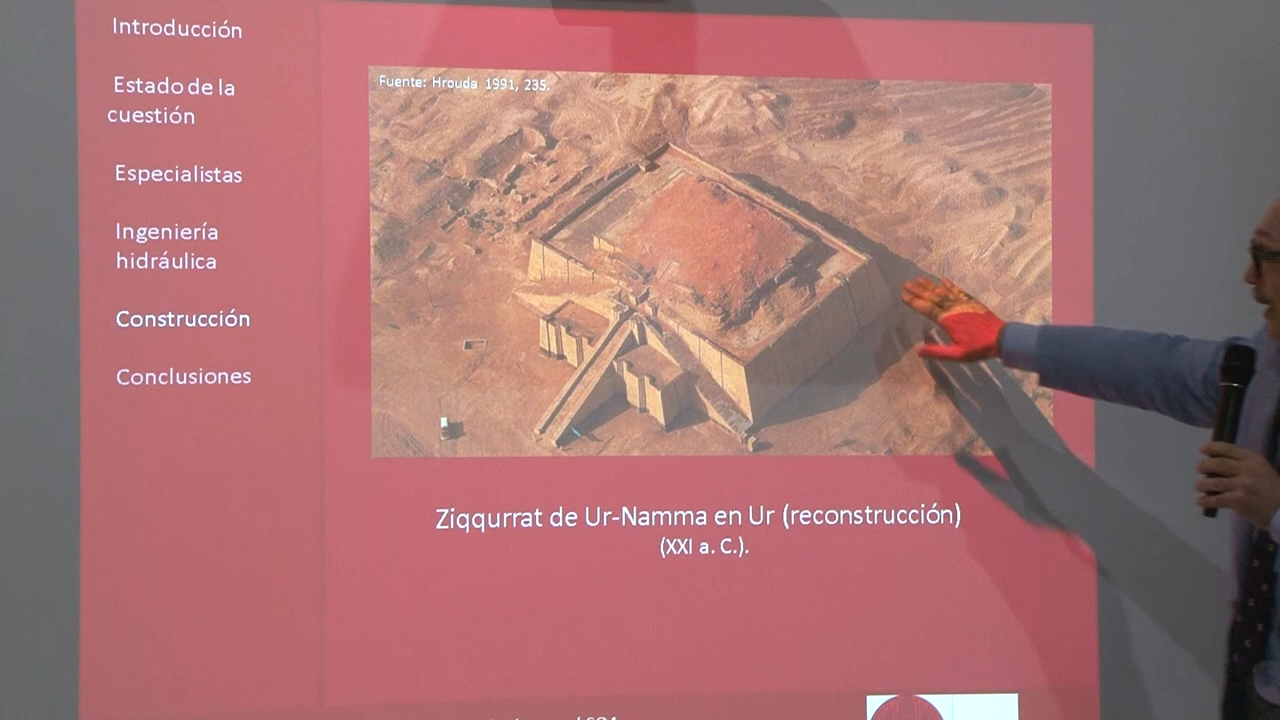 Introducción
Estado de la
cuestión
Especialistas
Ingeniería
hidráulica
Construcción
Conclusiones
Fuente: Hrouda 1991, 235.
Ziqqurrat de Ur-Namma en Ur (reconstrucción)
(XXI a. C.).